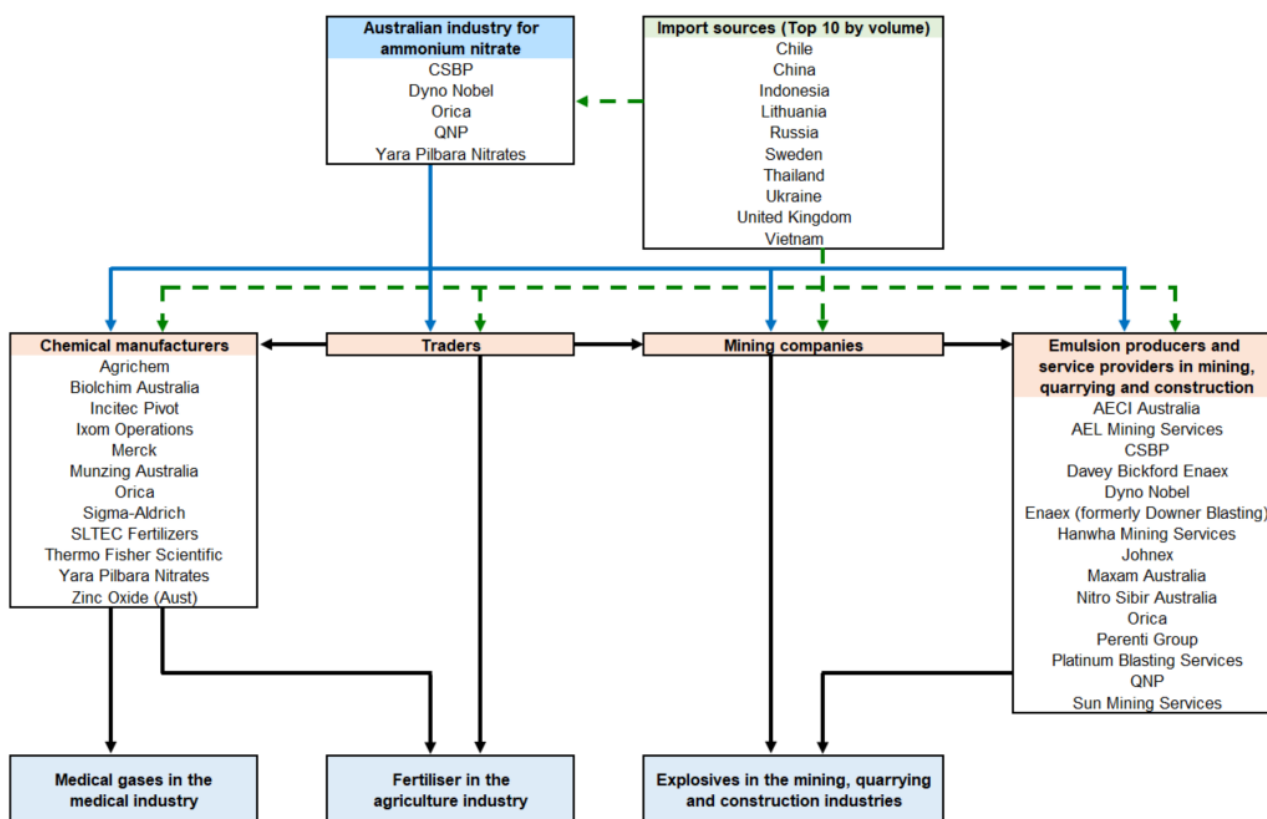 Australian industry for
ammonium nitrate
CSBP
Dyno Nobel
Orica
QNP
Yara Pilbara Nitrates
Import sources (Top 10 by volume)
Chile
China
Indonesia
Lithuania
Russia
Sweden
Thailand
Ukraine
United Kingdom
Vietnam
Chemical manufacturers
Agrichem
Biolchim Australia
Incitec Pivot
Ixom Operations
Merck
Munzing Australia
Orica
Sigma-Aldrich
SLTEC Fertilizers
Thermo Fisher Scientific
Yara Pilbara Nitrates
Zinc Oxide (Aust)
Traders
Mining companies
Emulsion producers and
service providers in mining,
quarrying and construction
AECI Australia
AEL Mining Services
CSBP
Davey Bickford Enaex
Dyno Nobel
Enaex (formerly Downer Blasting)
Hanwha Mining Services
Johnex
Maxam Australia
Nitro Sibir Australia
Orica
Perenti Group
Platinum Blasting Services
QNP
Sun Mining Services
Medical gases in the
medical industry
Fertiliser in the
agriculture industry
Explosives in the mining, quarrying
and construction industries